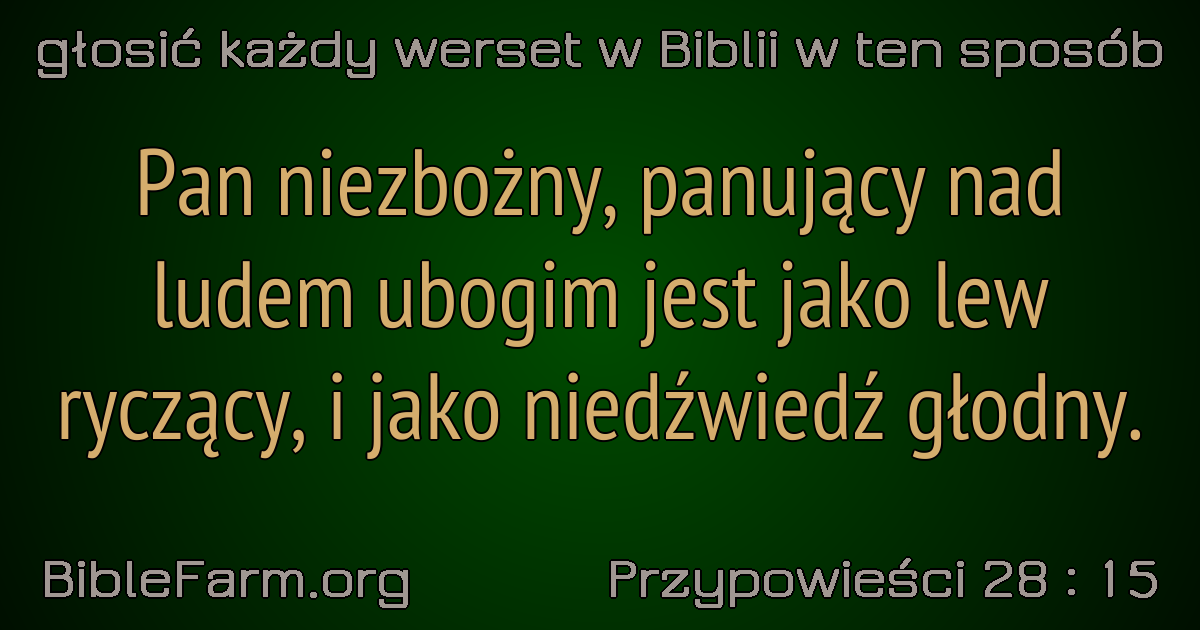 głosić każdy werset w Biblii w ten sposób
Pan niezbożny, panujący nad
ludem ubogim jest jako lew
ryczący, i jako niedźwiedź głodny.
BibleFarm.org
Przypowieści 28 : 15